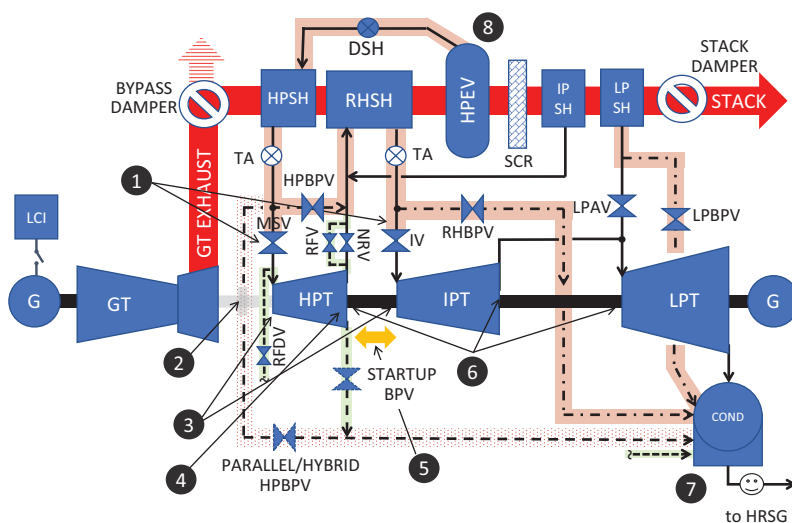 8
DSH
STACK
DAMPER
BYPASS
DAMPER
HPSH
RHSH
HPEV
IP
SH
LP
SH
STACK
SCR
TA
TA
1
HPBPV
GT EXHAUST
LCI
MSV
RFV
NRV
IV
RHBPV
LPAV
LPBPV
G
GT
HPT
IPT
LPT
G
2
RFDV
6
STARTUP
BPV
3
COND
4
5
PARALLEL/HYBRID
HPBPV
7
to HRSG